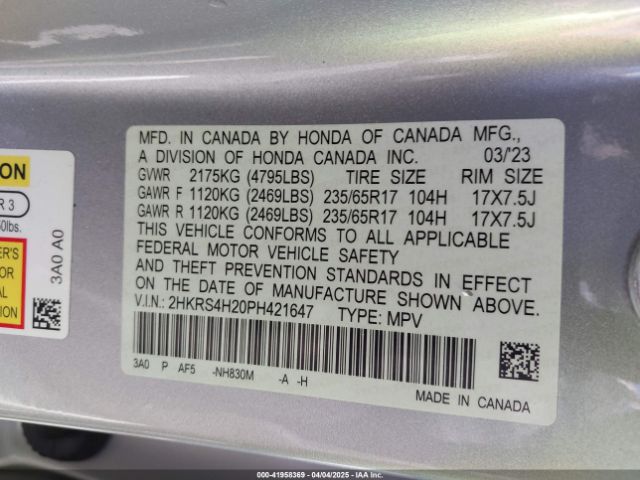 MFD. IN CANADA BY HONDA OF CANADA MFG.,
A DIVISION OF HONDA CANADA INC. 03/'23
GVWR 2175KG (4795LBS) TIRE SIZE RIM SIZE
GAWR F 1120KG (2469LBS) 235/65R17 104H 17X7.5J
GAWR R 1120KG (2469LBS) 235/65R17 104H 17X7.5J
THIS VEHICLE CONFORMS TO ALL APPLICABLE
FEDERAL MOTOR VEHICLE SAFETY
AND THEFT PREVENTION STANDARDS IN EFFECT
ON THE DATE OF MANUFACTURE SHOWN ABOVE.
V.I.N.: 2HKRS4H20PH421647 TYPE: MPV
3A0 P AF5 -NH830M -A -H
MADE IN CANADA
R 3
3A0 A0
000-41958369 04/04/2025 IAA Inc.